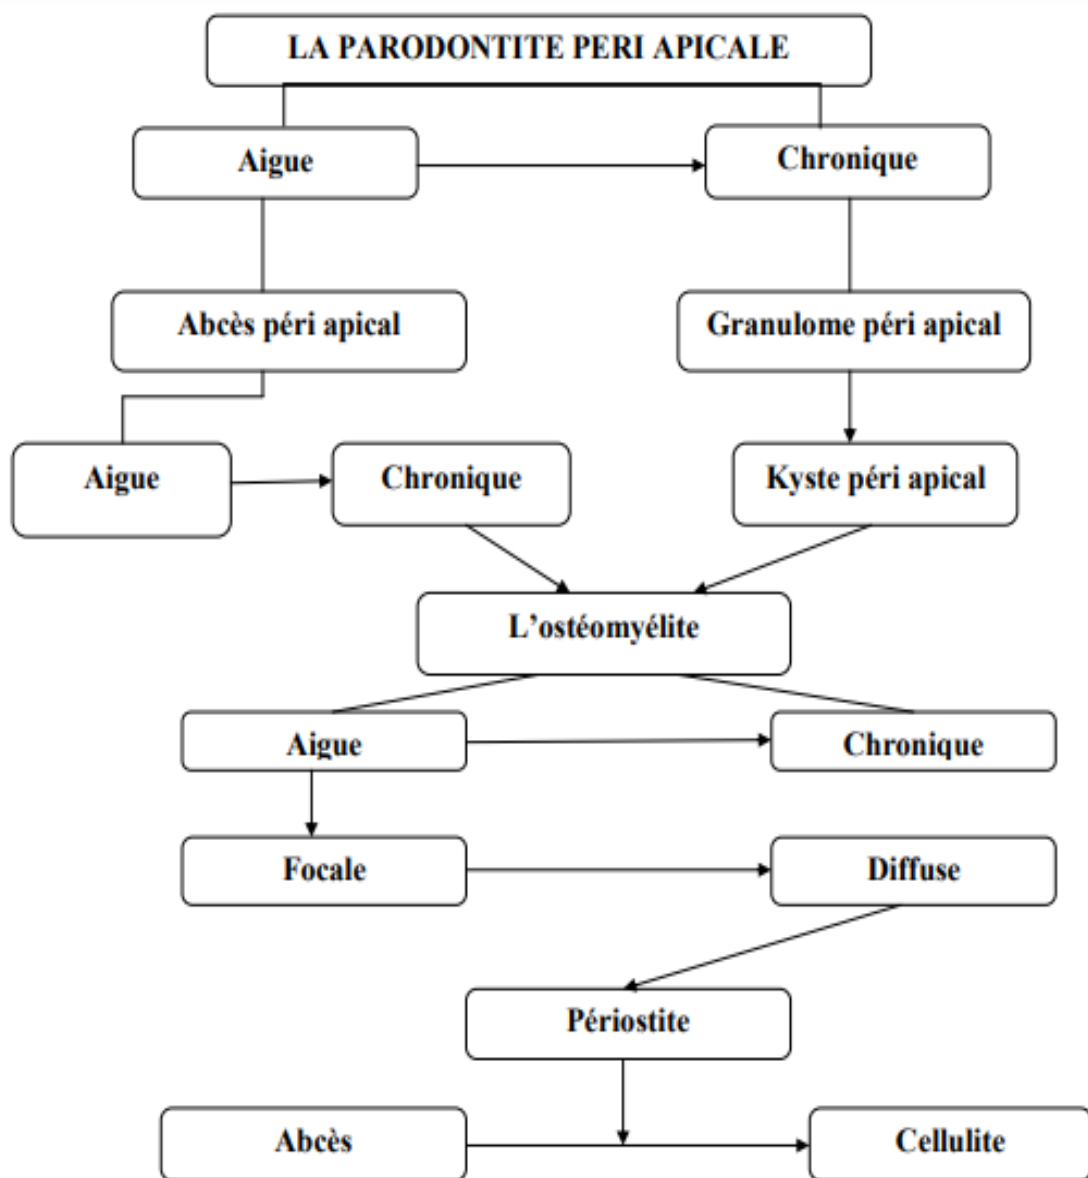 LA PARODONTITE PERI APICALE
Aigue
Chronique
Abcès péri apical
Granulome péri apical
Aigue
Chronique
Kyste péri apical
L’ostéomyélite
Aigue
Chronique
Focale
Diffuse
Périostite
Abcès
Cellulite